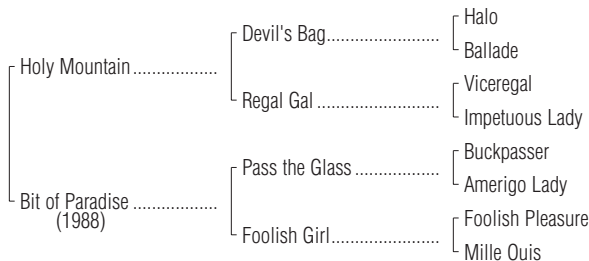 Halo
Devil's Bag........................
Ballade
Holy Mountain..................
Viceregal
Regal Gal ..........................
Impetuous Lady
Buckpasser
Pass the Glass ..................
Amerigo Lady
Bit of Paradise ..................
(1988)
Foolish Pleasure
Foolish Girl.......................
Mille Ouis